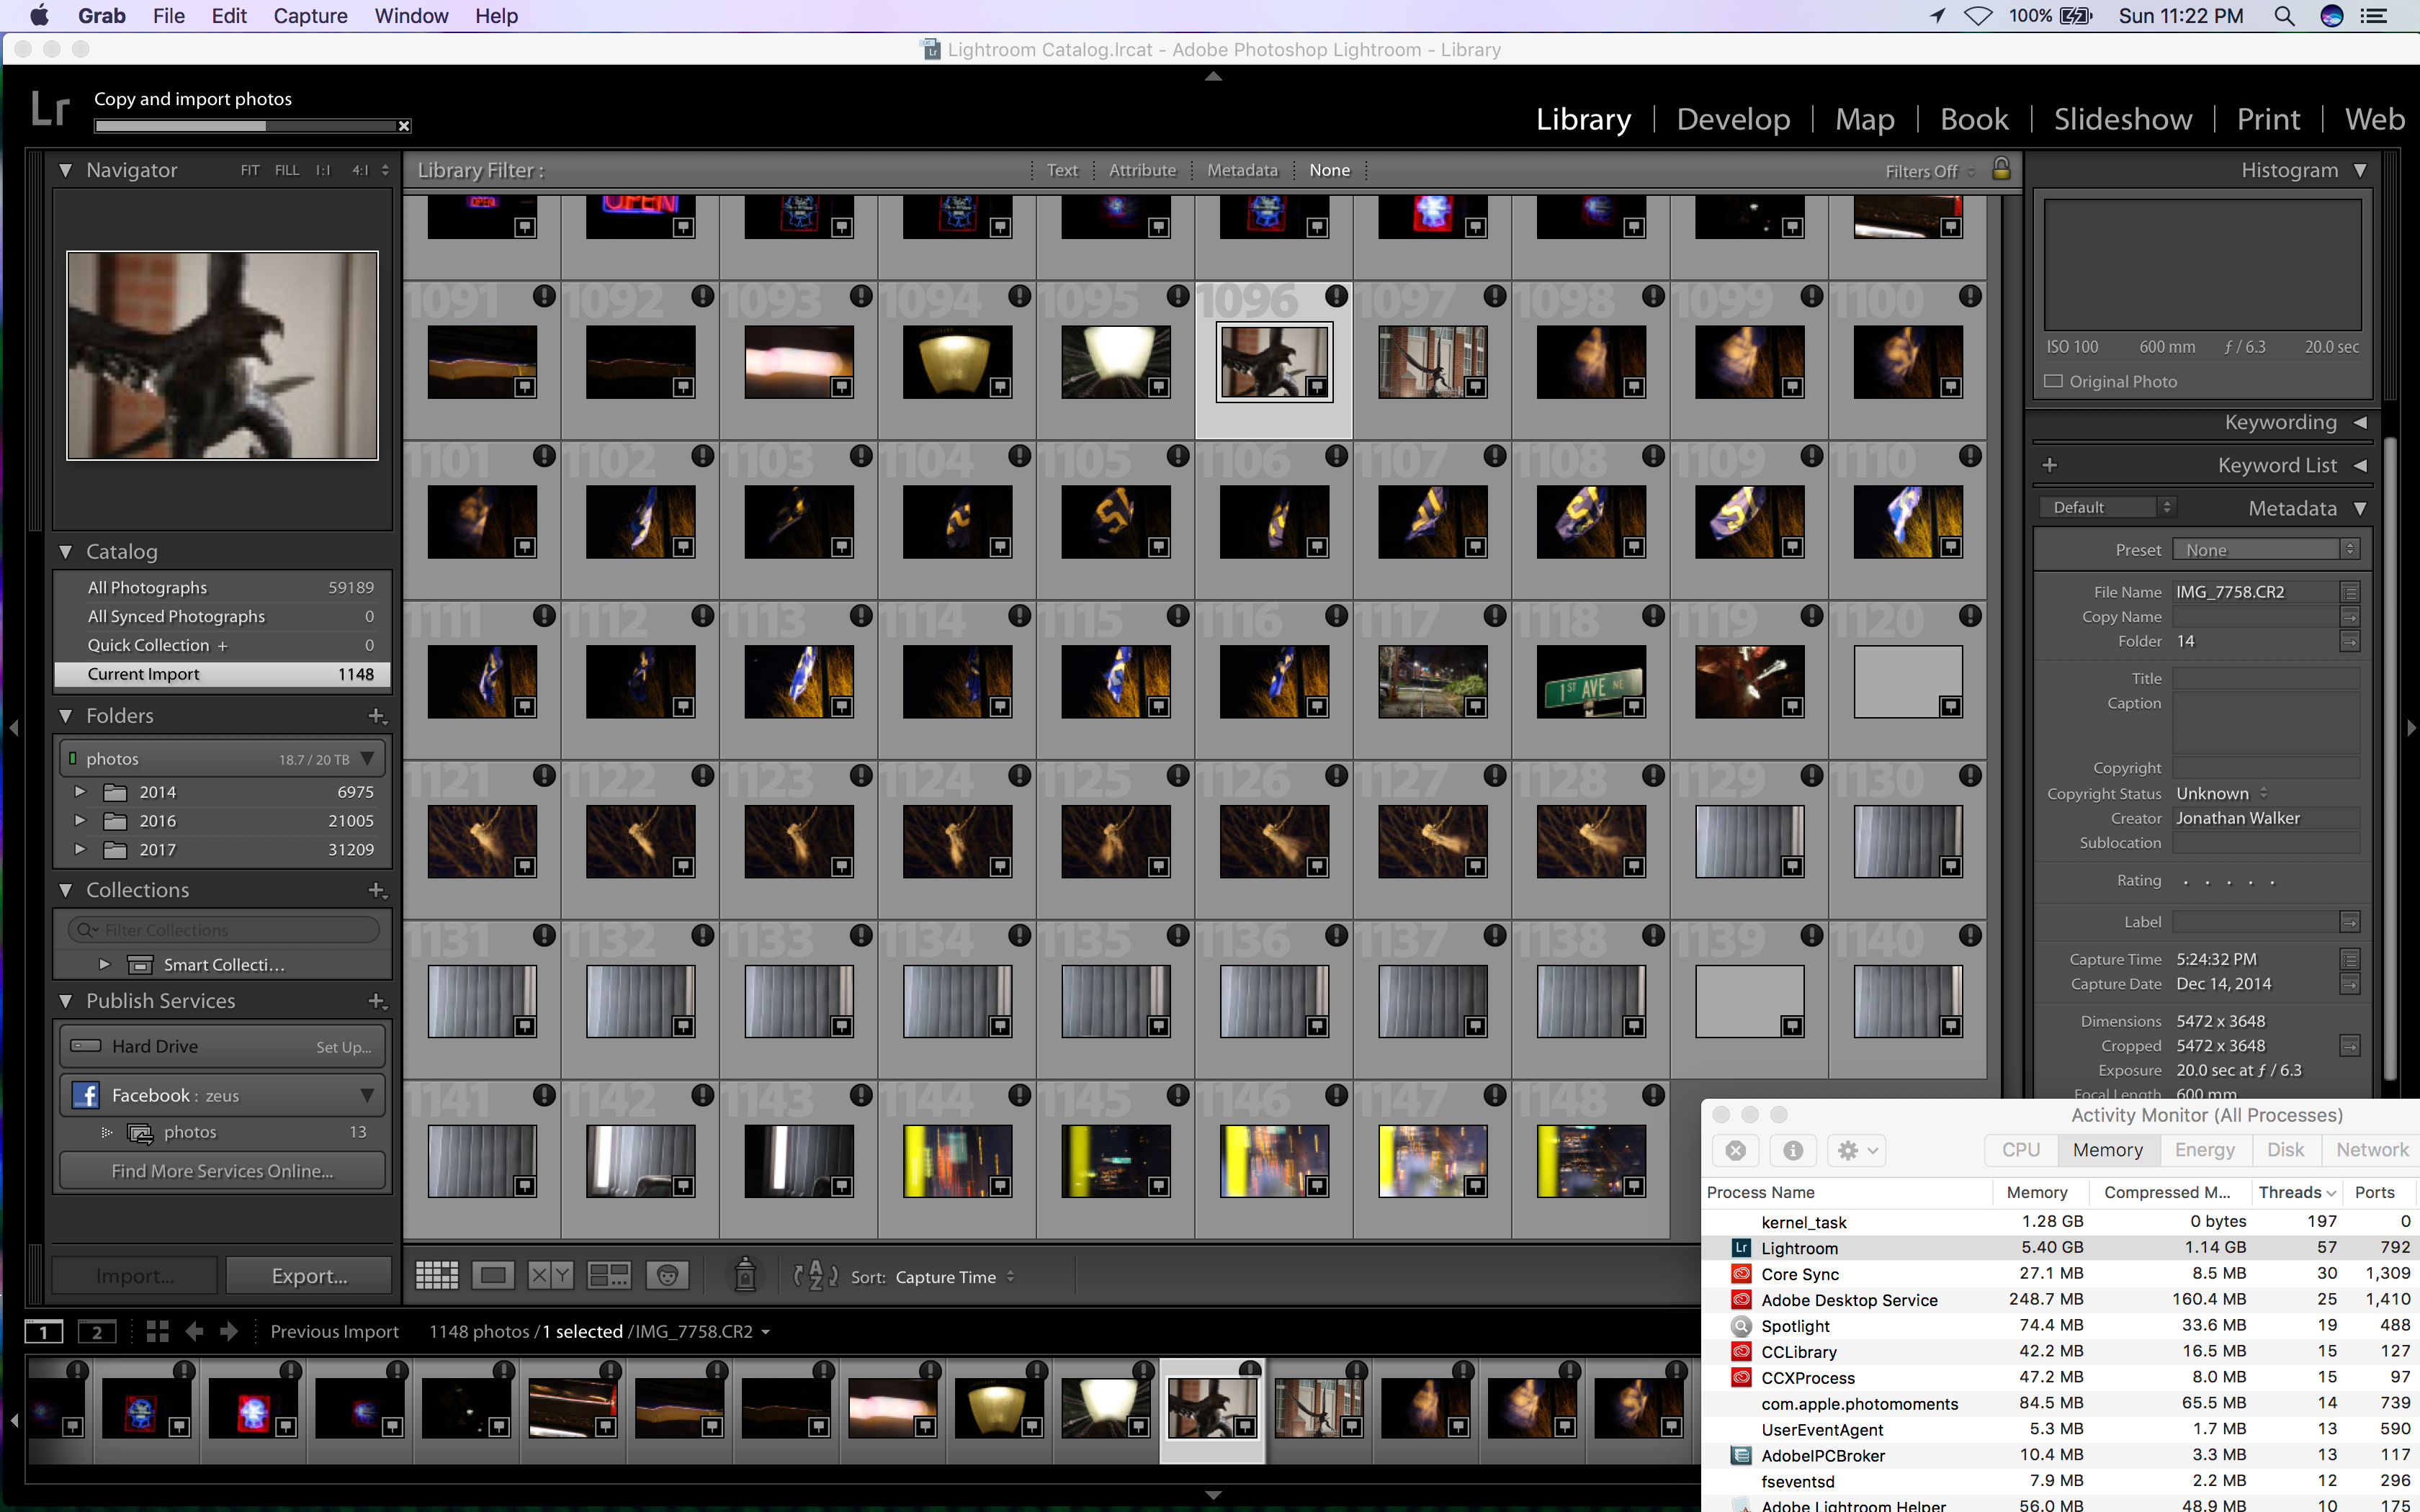 Grab File Edit Capture Window Help 100% Sun 11:22 PM
Lightroom Catalog.lrcat - Adobe Photoshop Lightroom - Library
Lr Copy and import photos
Library Develop Map Book Slideshow Print Web
Navigator FIT FILL 1:1 4:1
Library Filter : Text Attribute Metadata None Filters Off
Histogram
OPEN OPEN
1091 1092 1093 1094 1095 1096 1097 1098 1099 1100
ISO 100 600 mm ƒ / 6.3 20.0 sec
Original Photo
Keywording
Keyword List
Default Metadata
Preset None
File Name IMG_7758.CR2
Copy Name
Folder 14
Title
Caption
Copyright
Copyright Status Unknown
Creator Jonathan Walker
Sublocation
Rating
Label
Capture Time 5:24:32 PM
Capture Date Dec 14, 2014
Dimensions 5472 x 3648
Cropped 5472 x 3648
Exposure 20.0 sec at ƒ / 6.3
Focal Length 600 mm
1101 1102 1103 1104 1105 1106 1107 1108 1109 1110
1111 1112 1113 1114 1115 1116 1117 1118 1119 1120
1ST AVE NE
1121 1122 1123 1124 1125 1126 1127 1128 1129 1130
1131 1132 1133 1134 1135 1136 1137 1138 1139 1140
1141 1142 1143 1144 1145 1146 1147 1148
Catalog
All Photographs 59189
All Synced Photographs 0
Quick Collection + 0
Current Import 1148
Folders
photos 18.7 / 20 TB
2014 6975
2016 21005
2017 31209
Collections
Filter Collections
Smart Collecti...
Publish Services
Hard Drive Set Up...
f Facebook : zeus
photos 13
Find More Services Online...
Import... Export...
X Y Sort: Capture Time
1 2 Previous Import 1148 photos / 1 selected / IMG_7758.CR2
Activity Monitor (All Processes)
CPU Memory Energy Disk Network
Process Name Memory Compressed M... Threads Ports
kernel_task 1.28 GB 0 bytes 197 0
Lr Lightroom 5.40 GB 1.14 GB 57 792
Core Sync 27.1 MB 8.5 MB 30 1,309
Adobe Desktop Service 248.7 MB 160.4 MB 25 1,410
Spotlight 74.4 MB 33.6 MB 19 488
CCLibrary 42.2 MB 16.5 MB 15 127
CCXProcess 47.2 MB 8.0 MB 15 97
com.apple.photomoments 84.5 MB 65.5 MB 14 739
UserEventAgent 5.3 MB 1.7 MB 13 590
AdobeIPCBroker 10.4 MB 3.3 MB 13 117
fseventsd 7.9 MB 2.2 MB 12 296
Adobe Lightroom Helper 56.0 MB 48.9 MB 10 175